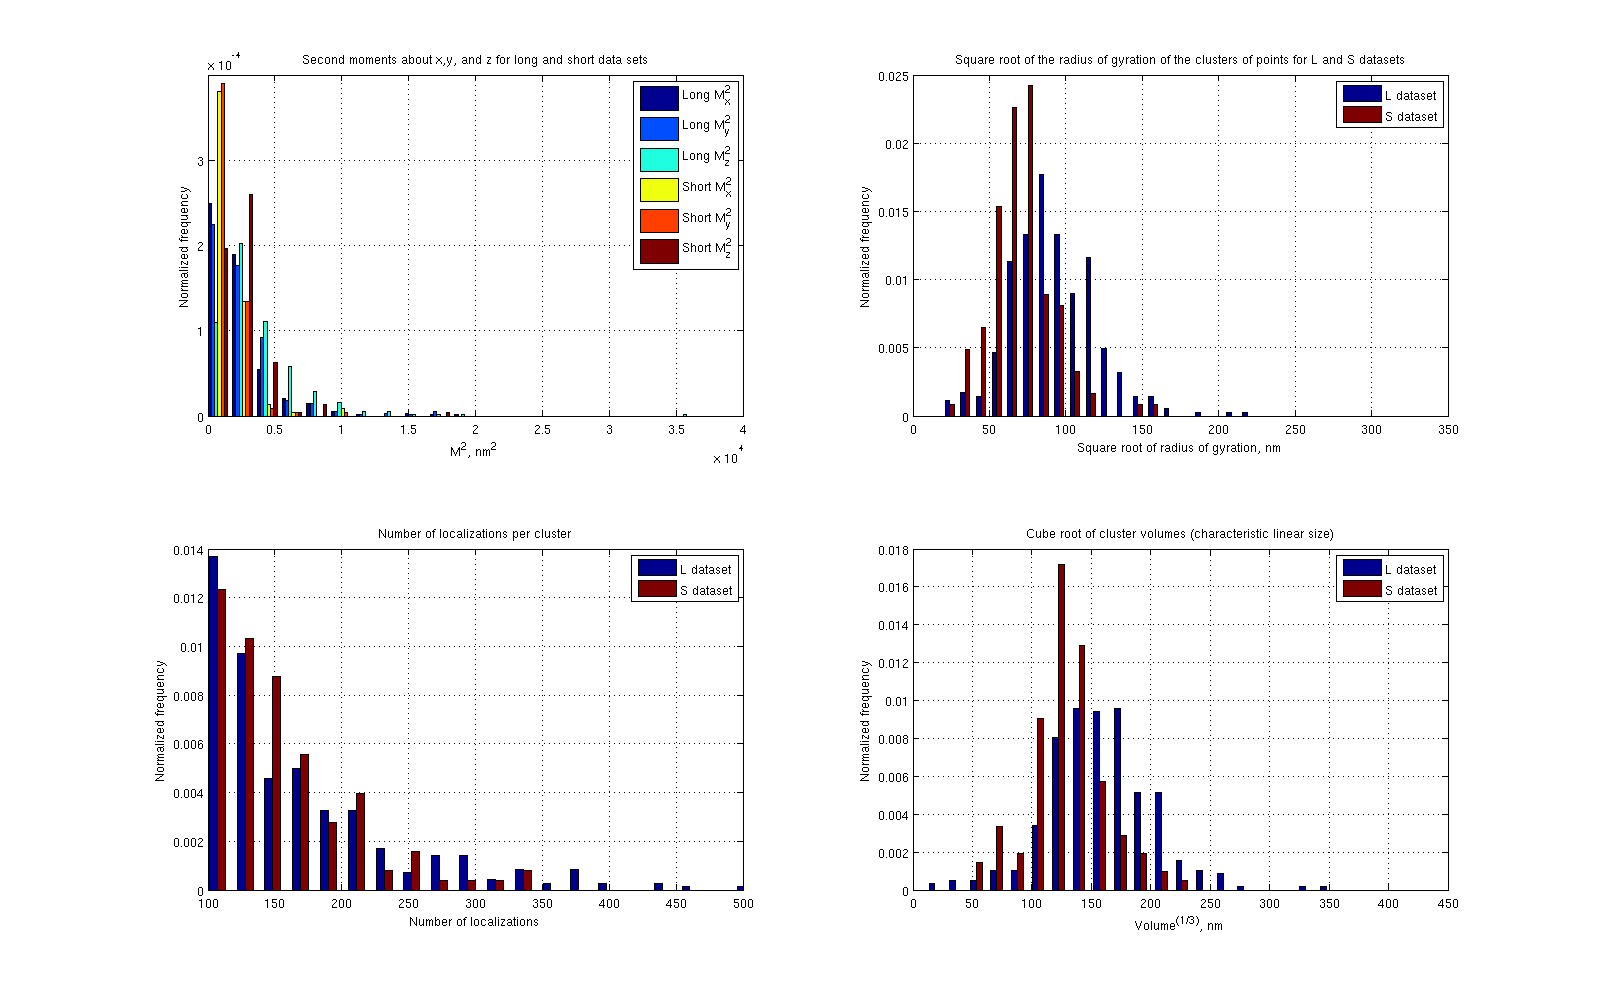 Second moments about x,y, and z for long and short data sets
× 10^-4
Normalized frequency
3
2
1
0
0 0.5 1 1.5 2 2.5 3 3.5 4
M^2, nm^2
× 10^4
Long M_x^2
Long M_y^2
Long M_z^2
Short M_x^2
Short M_y^2
Short M_z^2
Square root of the radius of gyration of the clusters of points for L and S datasets
Normalized frequency
0.025
0.02
0.015
0.01
0.005
0
0 50 100 150 200 250 300 350
Square root of radius of gyration, nm
L dataset
S dataset
Number of localizations per cluster
Normalized frequency
0.014
0.012
0.01
0.008
0.006
0.004
0.002
0
100 150 200 250 300 350 400 450 500
Number of localizations
L dataset
S dataset
Cube root of cluster volumes (characteristic linear size)
Normalized frequency
0.018
0.016
0.014
0.012
0.01
0.008
0.006
0.004
0.002
0
0 50 100 150 200 250 300 350 400 450
Volume^(1/3), nm
L dataset
S dataset